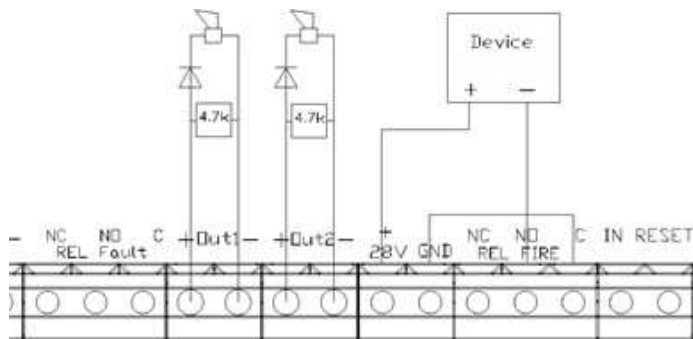 Device
+ −
4.7k 4.7k
− NC NO C +Out1− +Out2− + NC NO C IN RESET
REL Fault 28V GND REL FIRE